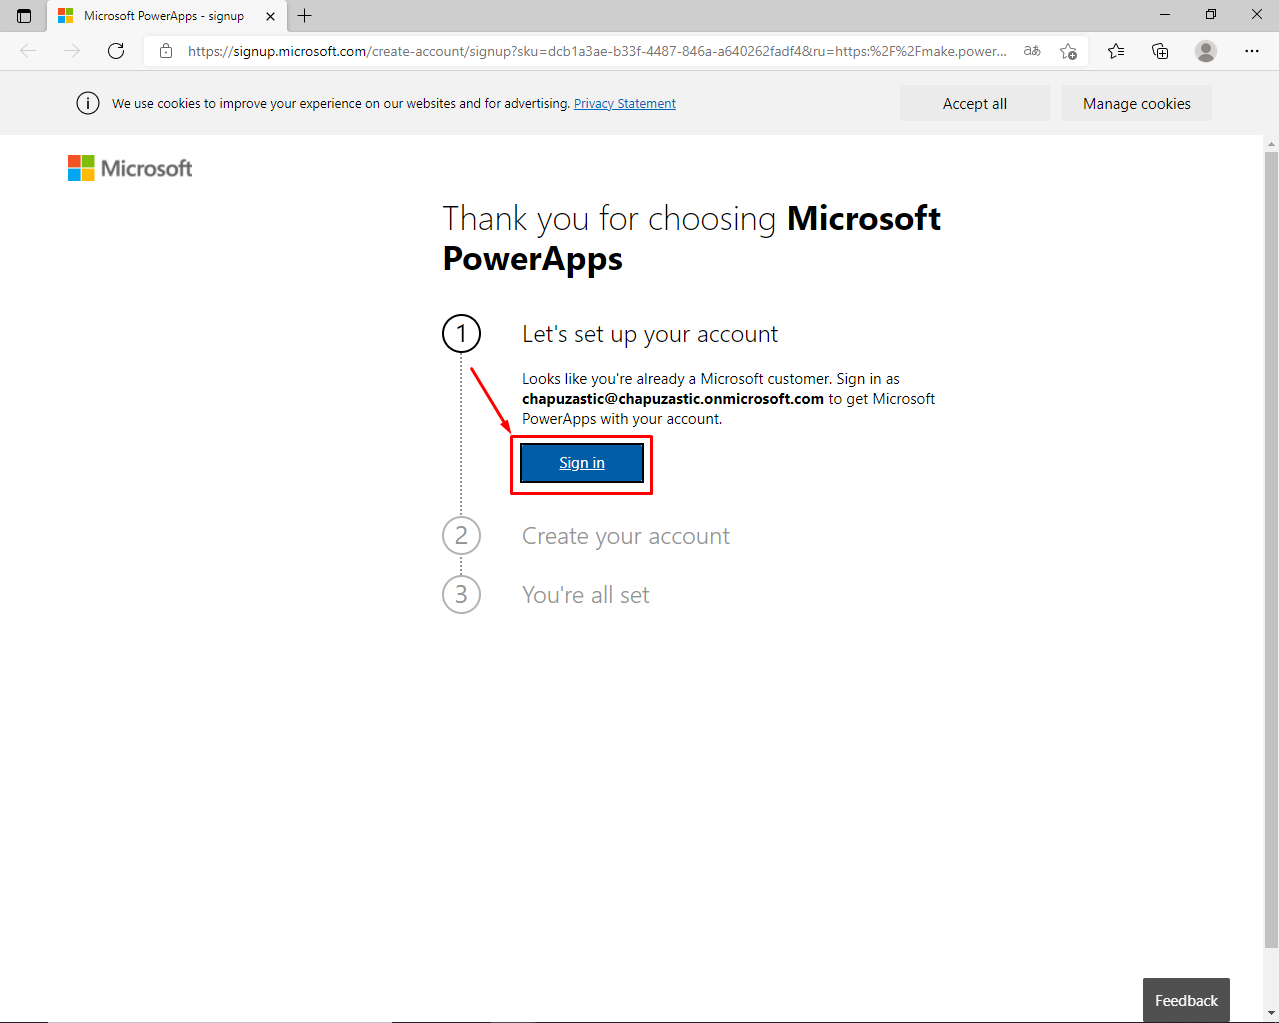 Microsoft PowerApps - signup
https://signup.microsoft.com/create-account/signup?sku=dcb1a3ae-b33f-4487-846a-a640262fadf4&ru=https:%2F%2Fmake.power...
aあ
We use cookies to improve your experience on our websites and for advertising. Privacy Statement
Accept all
Manage cookies
Microsoft
Thank you for choosing Microsoft
PowerApps
1
Let's set up your account
Looks like you're already a Microsoft customer. Sign in as
chapuzastic@chapuzastic.onmicrosoft.com to get Microsoft
PowerApps with your account.
Sign in
2
Create your account
3
You're all set
Feedback